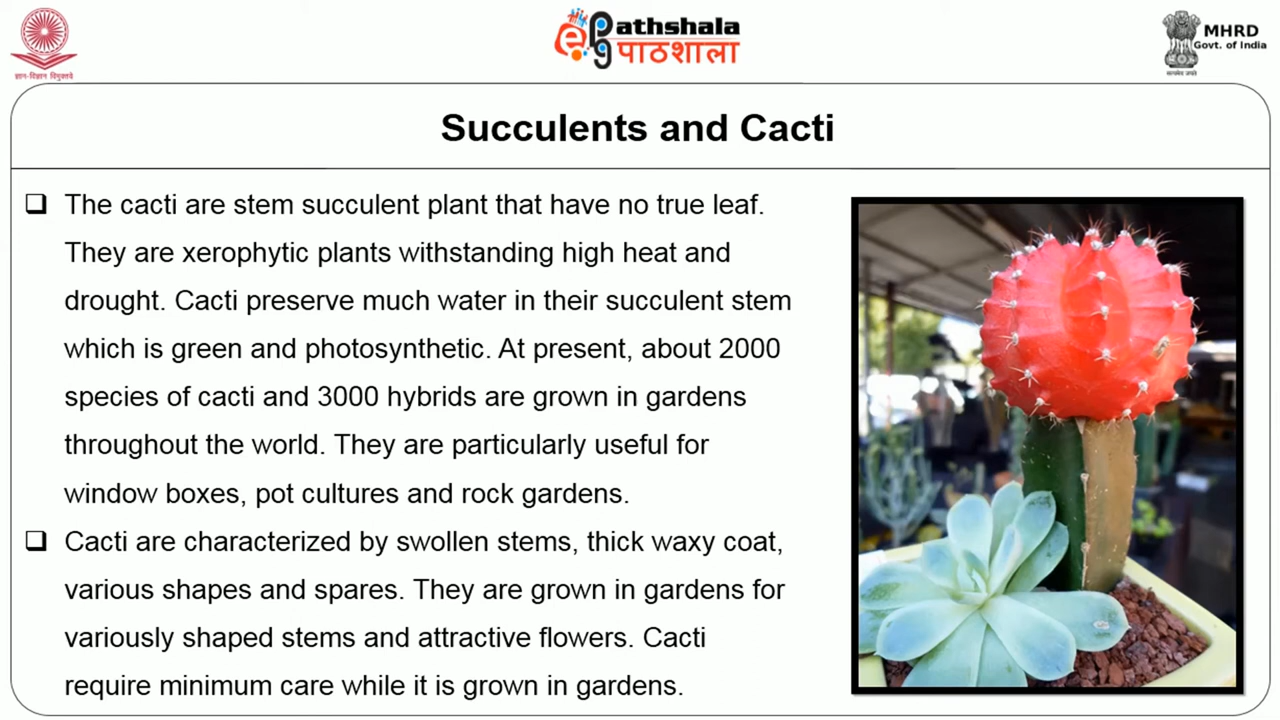 ज्ञान-विज्ञान विमुक्तये
ePg Pathshala
पाठशाला
MHRD
Govt. of India
सत्यमेव जयते
Succulents and Cacti
The cacti are stem succulent plant that have no true leaf.
They are xerophytic plants withstanding high heat and
drought. Cacti preserve much water in their succulent stem
which is green and photosynthetic. At present, about 2000
species of cacti and 3000 hybrids are grown in gardens
throughout the world. They are particularly useful for
window boxes, pot cultures and rock gardens.
Cacti are characterized by swollen stems, thick waxy coat,
various shapes and spares. They are grown in gardens for
variously shaped stems and attractive flowers. Cacti
require minimum care while it is grown in gardens.